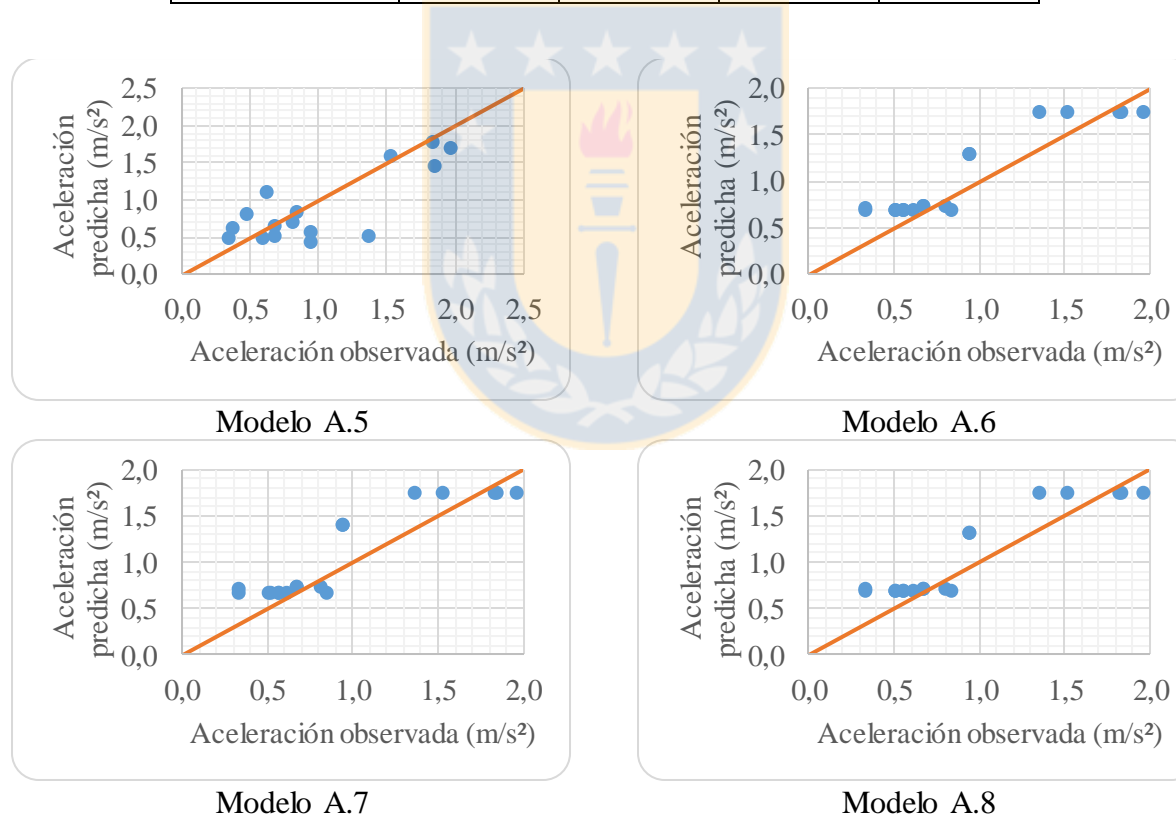 Aceleración
predicha (m/s²)
2,5
2,0
1,5
1,0
0,5
0,0
0,0 0,5 1,0 1,5 2,0 2,5
Aceleración observada (m/s²)
Modelo A.5
Aceleración
predicha (m/s²)
2,0
1,5
1,0
0,5
0,0
0,0 0,5 1,0 1,5 2,0
Aceleración observada (m/s²)
Modelo A.6
Aceleración
predicha (m/s²)
2,0
1,5
1,0
0,5
0,0
0,0 0,5 1,0 1,5 2,0
Aceleración observada (m/s²)
Modelo A.7
Aceleración
predicha (m/s²)
2,0
1,5
1,0
0,5
0,0
0,0 0,5 1,0 1,5 2,0
Aceleración observada (m/s²)
Modelo A.8